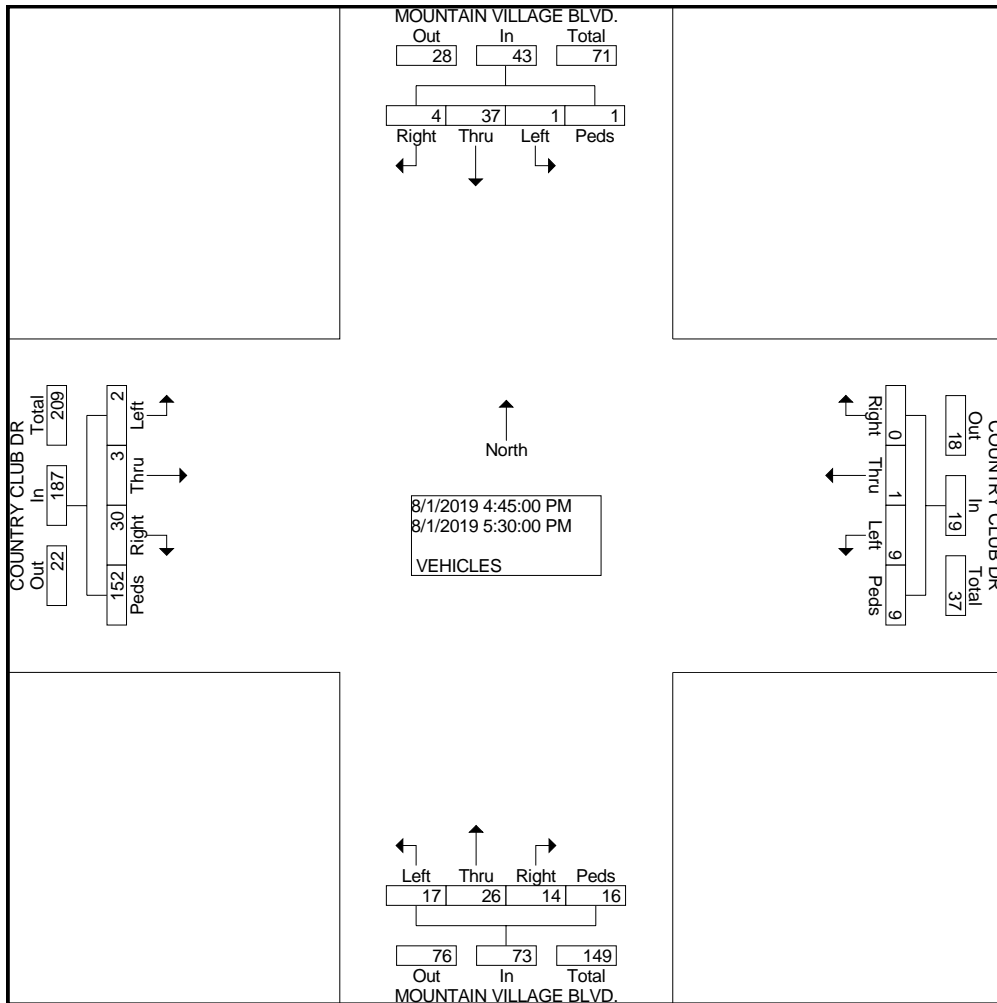 MOUNTAIN VILLAGE BLVD.
Out In Total
28 43 71
4 37 1 1
Right Thru Left Peds
COUNTRY CLUB DR
Total In Out
209 187 22
2 3 30 152
Left Thru Right Peds
North
8/1/2019 4:45:00 PM
8/1/2019 5:30:00 PM
VEHICLES
Right Thru Left Peds
0 1 9 9
Out In Total
18 19 37
COUNTRY CLUB DR
Left Thru Right Peds
17 26 14 16
76 73 149
Out In Total
MOUNTAIN VILLAGE BLVD.